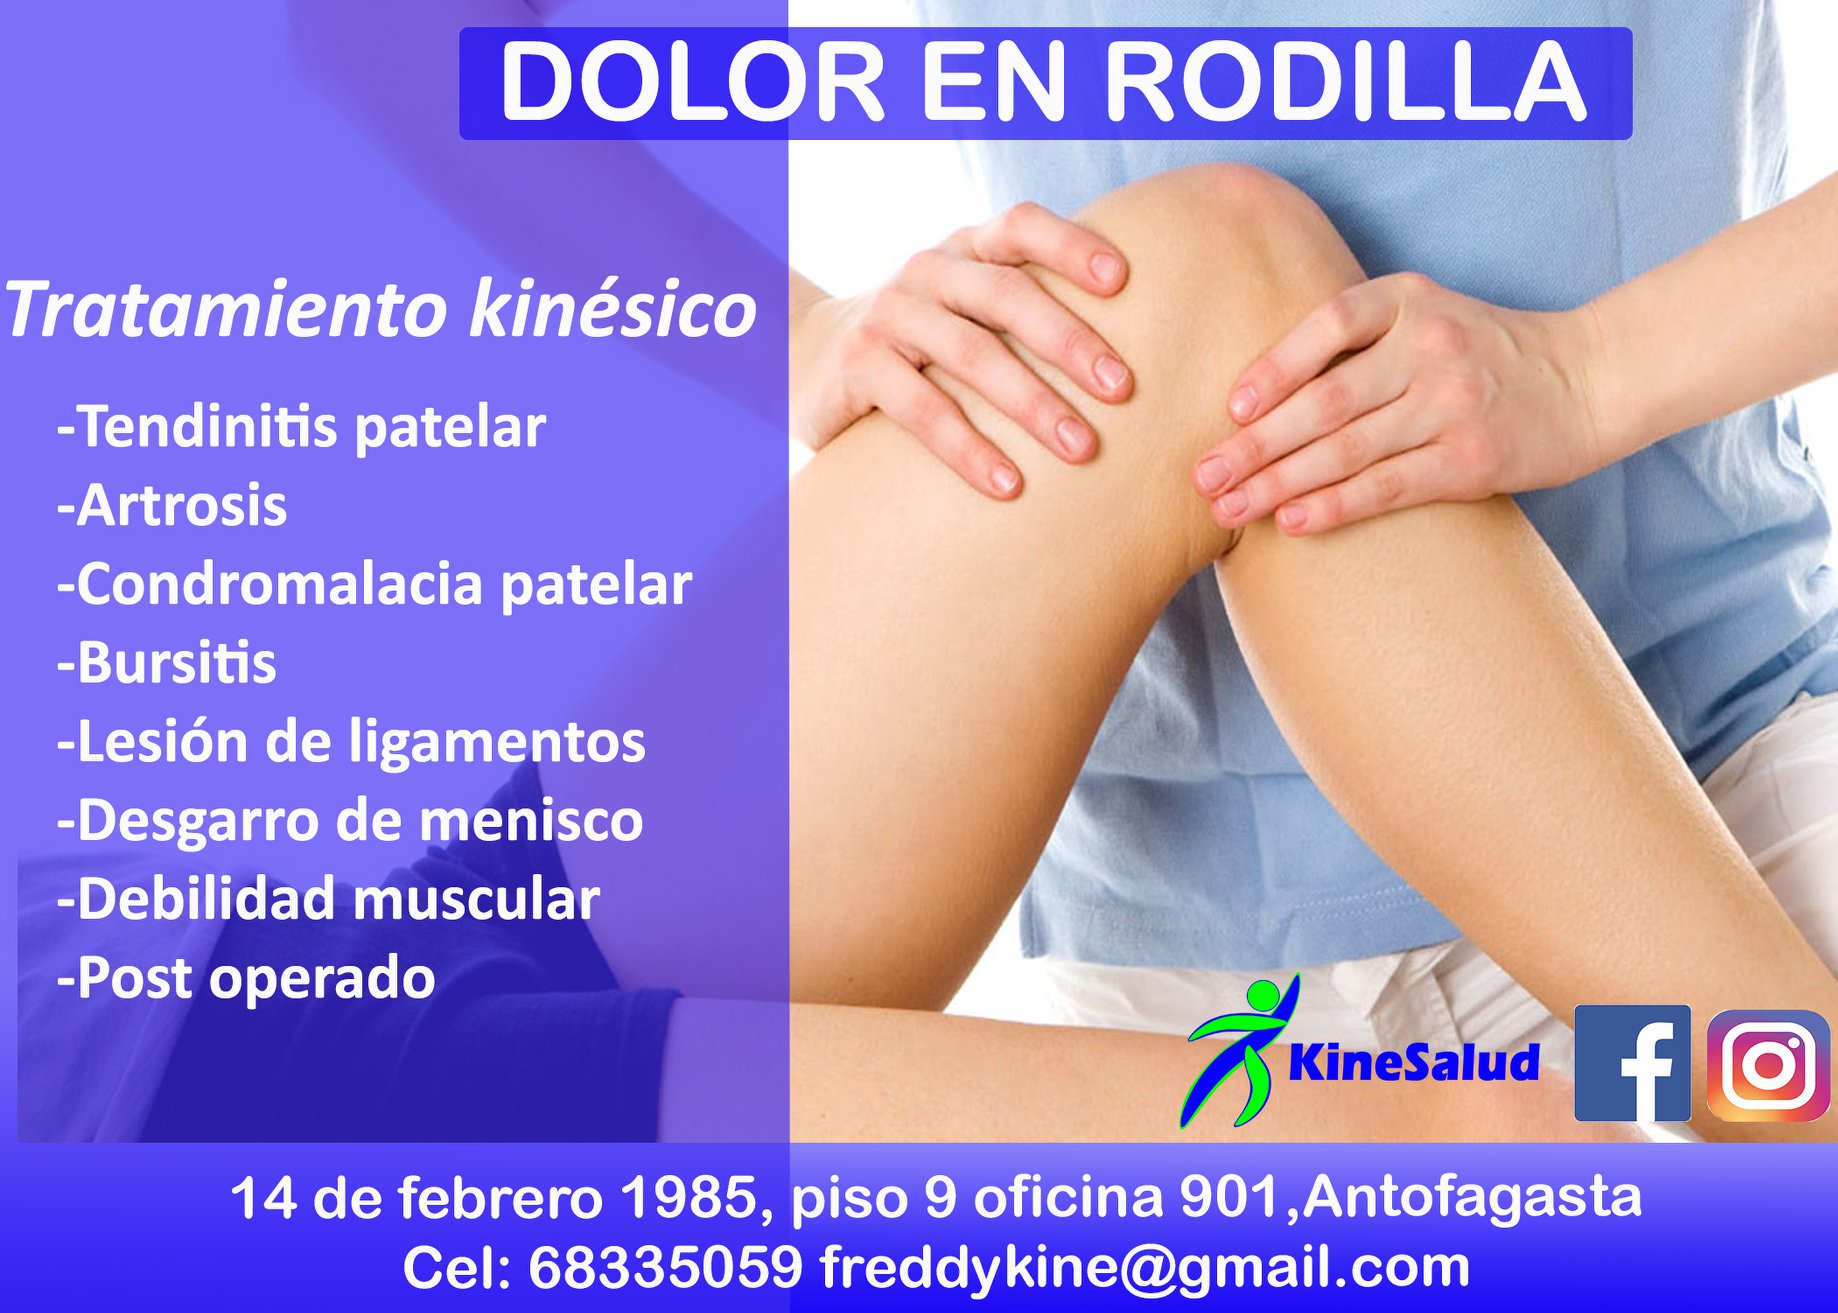 DOLOR EN RODILLA
Tratamiento kinésico
-Tendinitis patelar
-Artrosis
-Condromalacia patelar
-Bursitis
-Lesión de ligamentos
-Desgarro de menisco
-Debilidad muscular
-Post operado
KineSalud
14 de febrero 1985, piso 9 oficina 901,Antofagasta
Cel: 68335059 freddykine@gmail.com